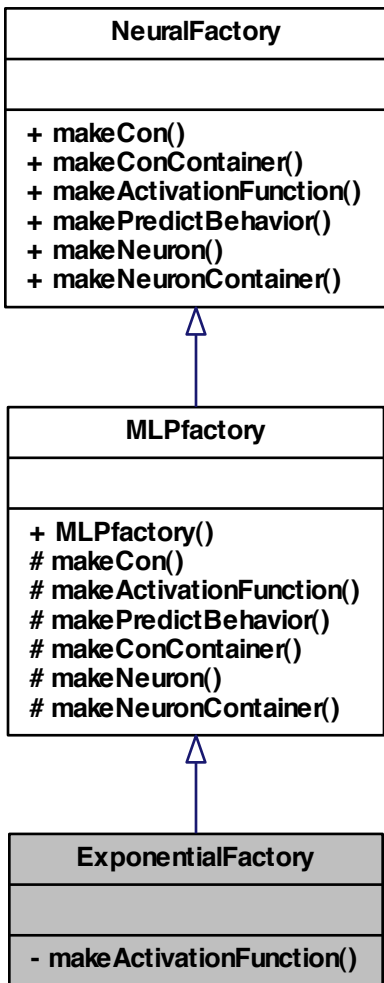 NeuralFactory
+ makeCon()
+ makeConContainer()
+ makeActivationFunction()
+ makePredictBehavior()
+ makeNeuron()
+ makeNeuronContainer()
MLPfactory
+ MLPfactory()
# makeCon()
# makeActivationFunction()
# makePredictBehavior()
# makeConContainer()
# makeNeuron()
# makeNeuronContainer()
ExponentialFactory
- makeActivationFunction()